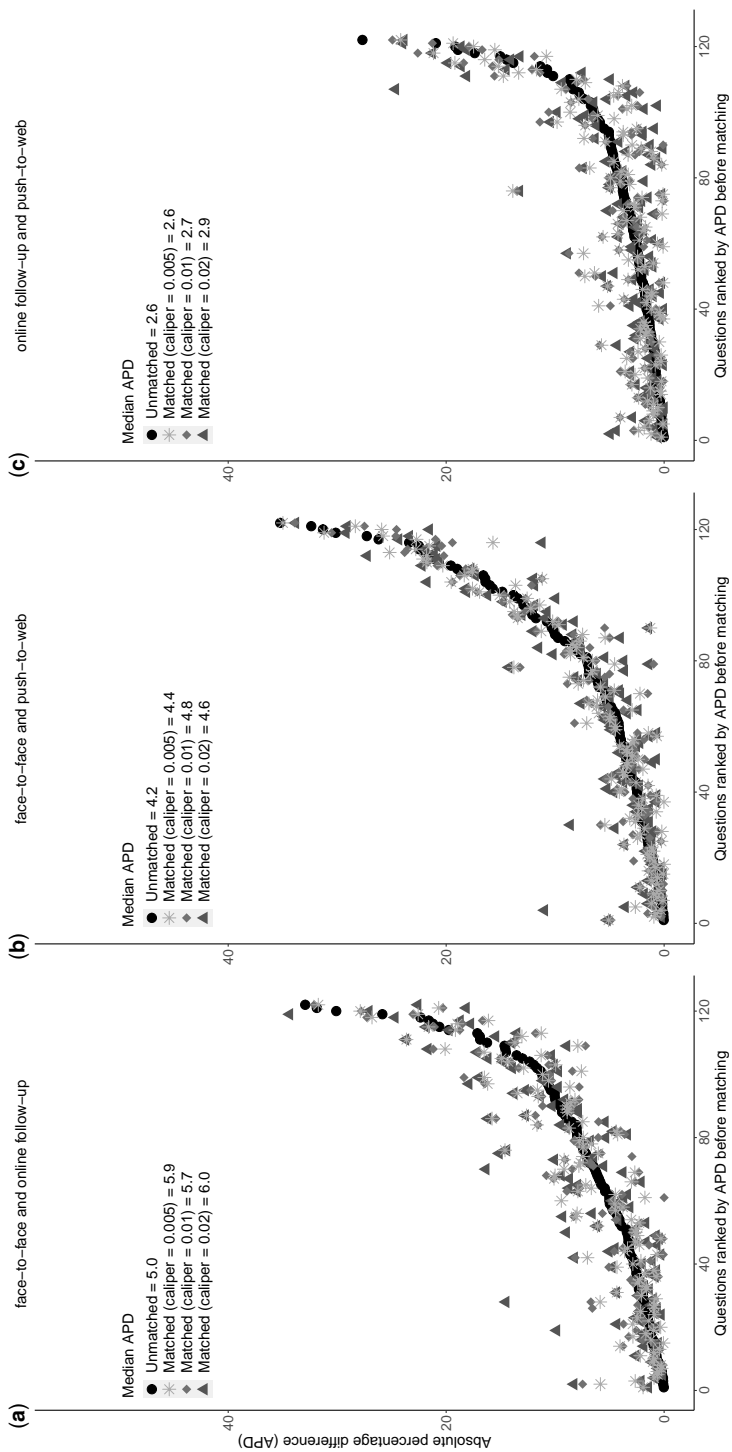 (a)
face−to−face and online follow−up
Median APD
Unmatched = 5.0
Matched (caliper = 0.005) = 5.9
Matched (caliper = 0.01) = 5.7
Matched (caliper = 0.02) = 6.0
Absolute percentage difference (APD)
40
20
0
0
40
80
120
Questions ranked by APD before matching
(b)
face−to−face and push−to−web
Median APD
Unmatched = 4.2
Matched (caliper = 0.005) = 4.4
Matched (caliper = 0.01) = 4.8
Matched (caliper = 0.02) = 4.6
40
20
0
0
40
80
120
Questions ranked by APD before matching
(c)
online follow−up and push−to−web
Median APD
Unmatched = 2.6
Matched (caliper = 0.005) = 2.6
Matched (caliper = 0.01) = 2.7
Matched (caliper = 0.02) = 2.9
40
20
0
0
40
80
120
Questions ranked by APD before matching